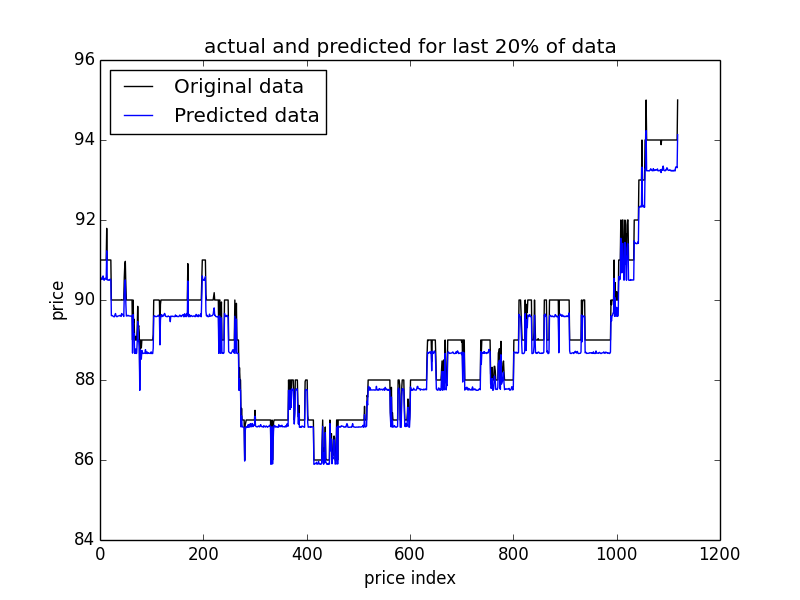 actual and predicted for last 20% of data
Original data
Predicted data
96
94
92
90
88
86
84
price
0
200
400
600
800
1000
1200
price index